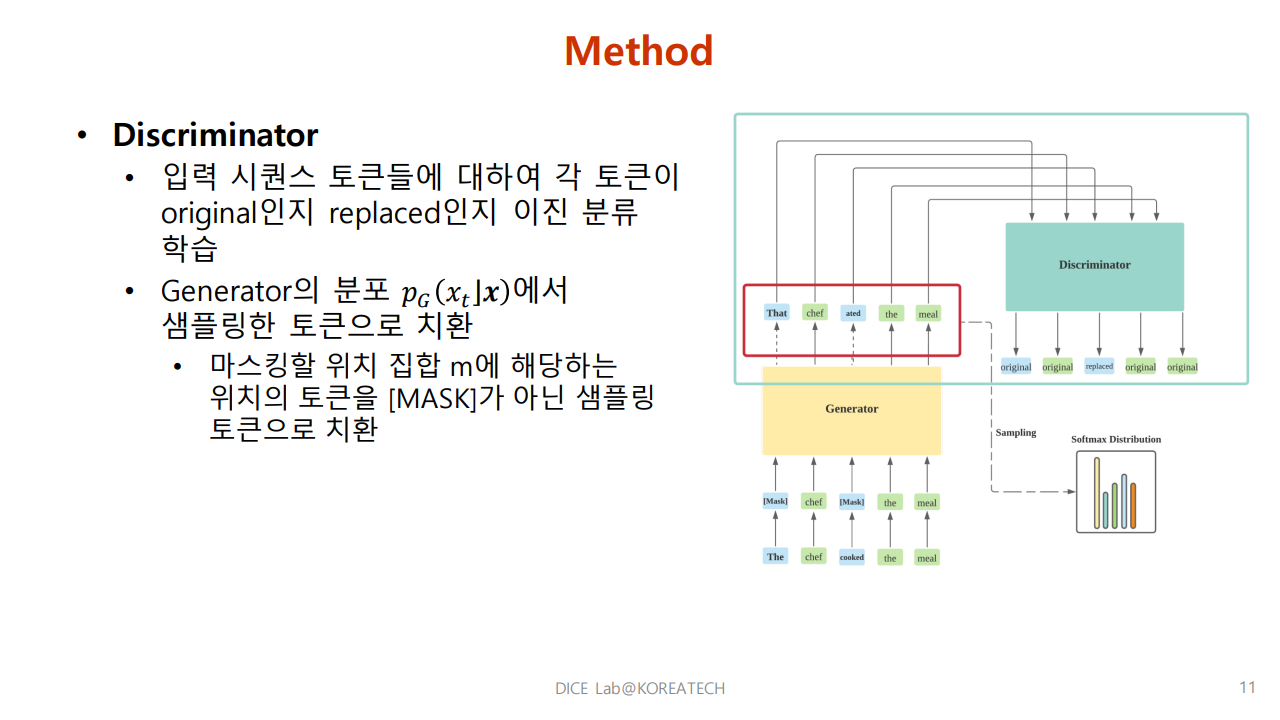 Method
• Discriminator
• 입력 시퀀스 토큰들에 대하여 각 토큰이
original인지 replaced인지 이진 분류
학습
• Generator의 분포 𝑝𝐺(𝑥𝑡⌋𝒙)에서
샘플링한 토큰으로 치환
• 마스킹할 위치 집합 m에 해당하는
위치의 토큰을 [MASK]가 아닌 샘플링
토큰으로 치환
Discriminator
That chef ated the meal
original original replaced original original
Generator
Sampling
Softmax Distribution
[Mask] chef [Mask] the meal
The chef cooked the meal
DICE Lab@KOREATECH
11